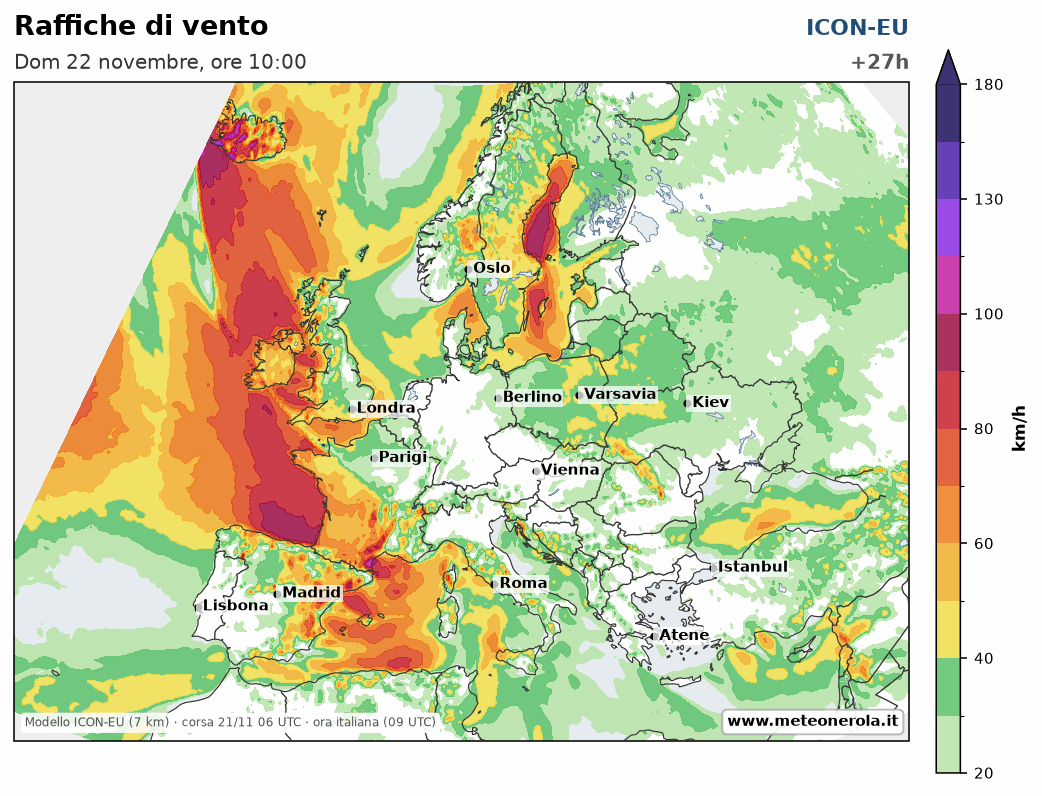 Raffiche di vento
ICON-EU
Dom 22 novembre, ore 10:00
+27h
180
130
100
80
60
40
20
km/h
Oslo
Londra
Berlino
Varsavia
Kiev
Parigi
Vienna
Istanbul
Roma
Madrid
Lisbona
Atene
Modello ICON-EU (7 km) · corsa 21/11 06 UTC · ora italiana (09 UTC)
www.meteonerola.it